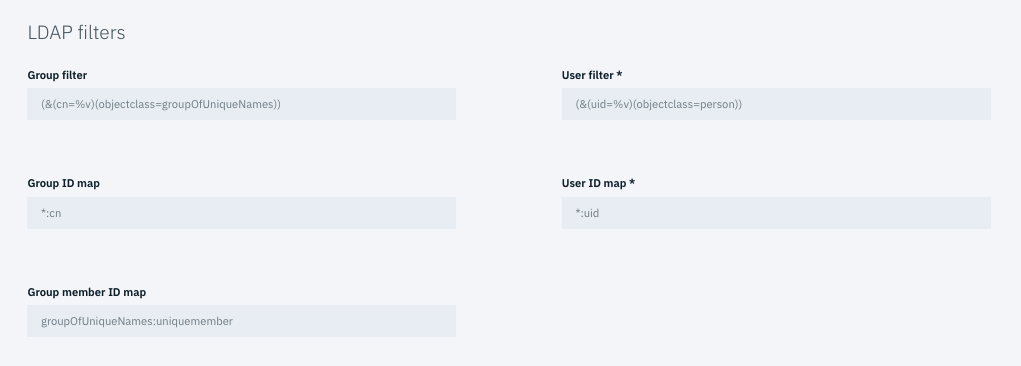 LDAP filters
Group filter
User filter *
(&(cn=%v)(objectclass=groupOfUniqueNames))
(&(uid=%v)(objectclass=person))
Group ID map
User ID map *
*:cn
*:uid
Group member ID map
groupOfUniqueNames:uniquemember